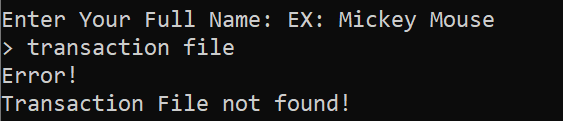 Enter Your Full Name: EX: Mickey Mouse
> transaction file
Error!
Transaction File not found!